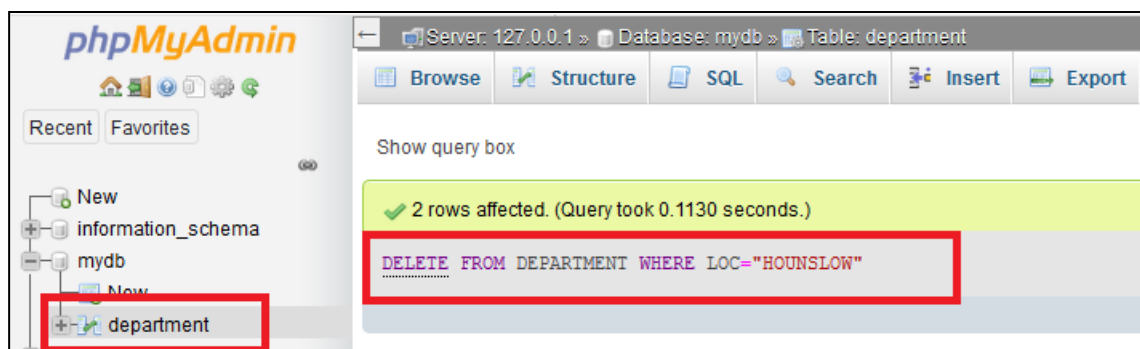 phpMyAdmin
Recent Favorites
New
information_schema
mydb
New
department
Server: 127.0.0.1 » Database: mydb » Table: department
Browse Structure SQL Search Insert Export
Show query box
2 rows affected. (Query took 0.1130 seconds.)
DELETE FROM DEPARTMENT WHERE LOC="HOUNSLOW"